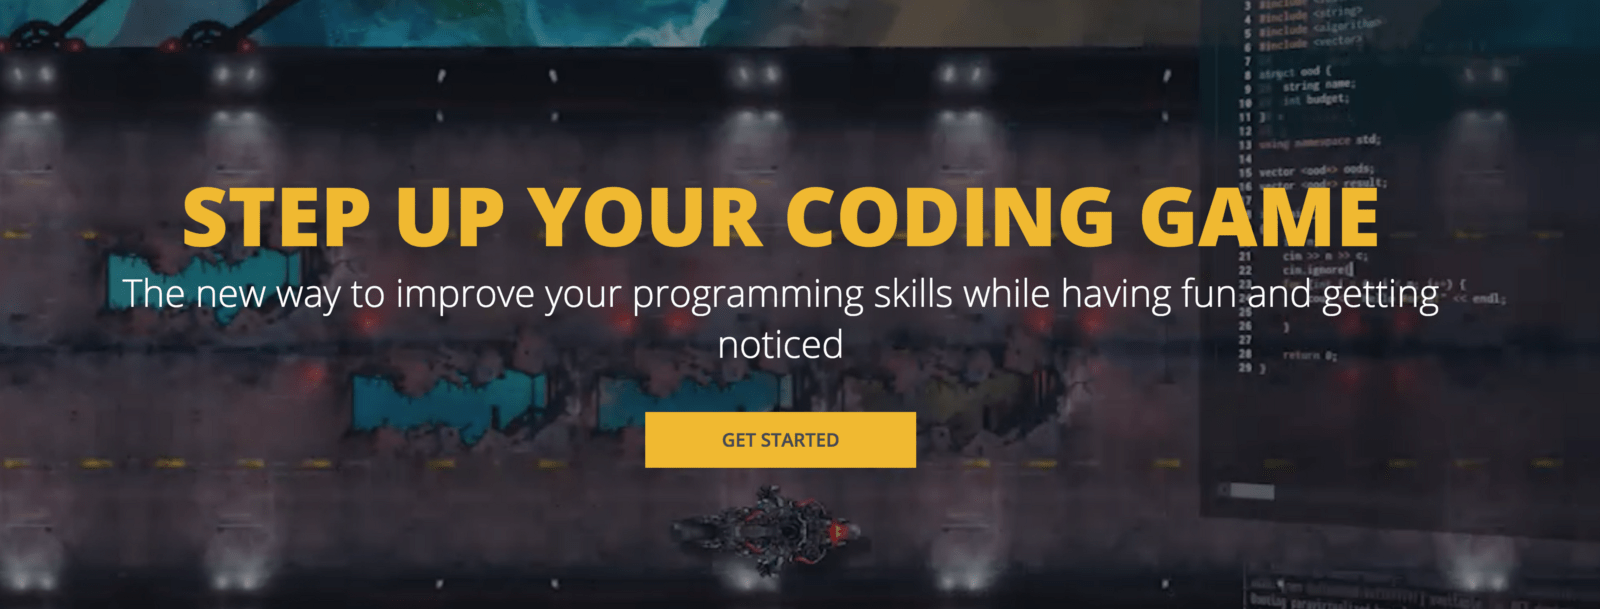 3 #include
4 #include <string>
5 #include <algorithm>
6 #include <vector>
7
8 struct ood {
9 string name;
10 int budget;
11 }
12
13 using namespace std;
14
15 vector <ood> oods;
16 vector <ood> result;
STEP UP YOUR CODING GAME
21 cin >> n >> c;
22 cin.ignore(
The new way to improve your programming skills while having fun and getting
noticed
<< endl;
26 }
27
28 return 0;
29 }
GET STARTED